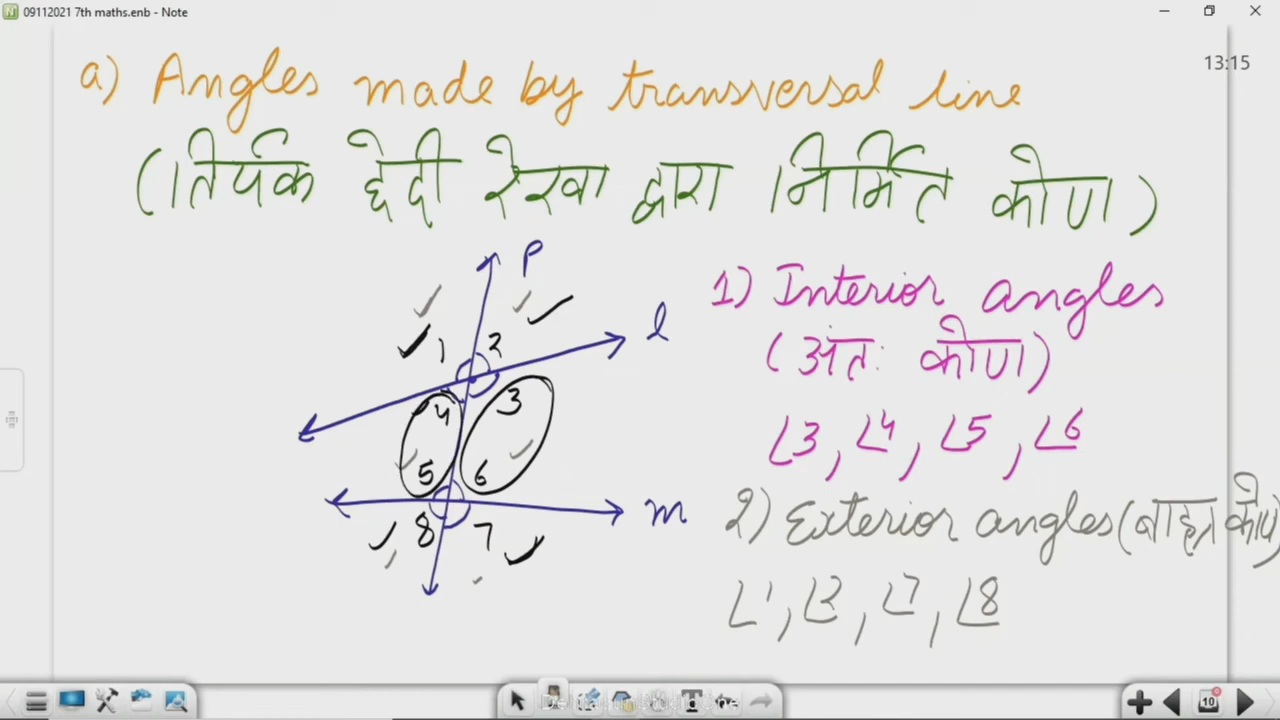 09112021 7th maths.enb - Note
13:15
a) Angles made by transversal line
(तिर्यक छेदी रेखा द्वारा निर्मित कोण)
P
l
1 2
4 3
5 6
8 7
m
1) Interior angles
(अंतः कोण)
∠3, ∠4, ∠5, ∠6
2) Exterior angles (बाह्य कोण)
∠1, ∠2, ∠7, ∠8
10